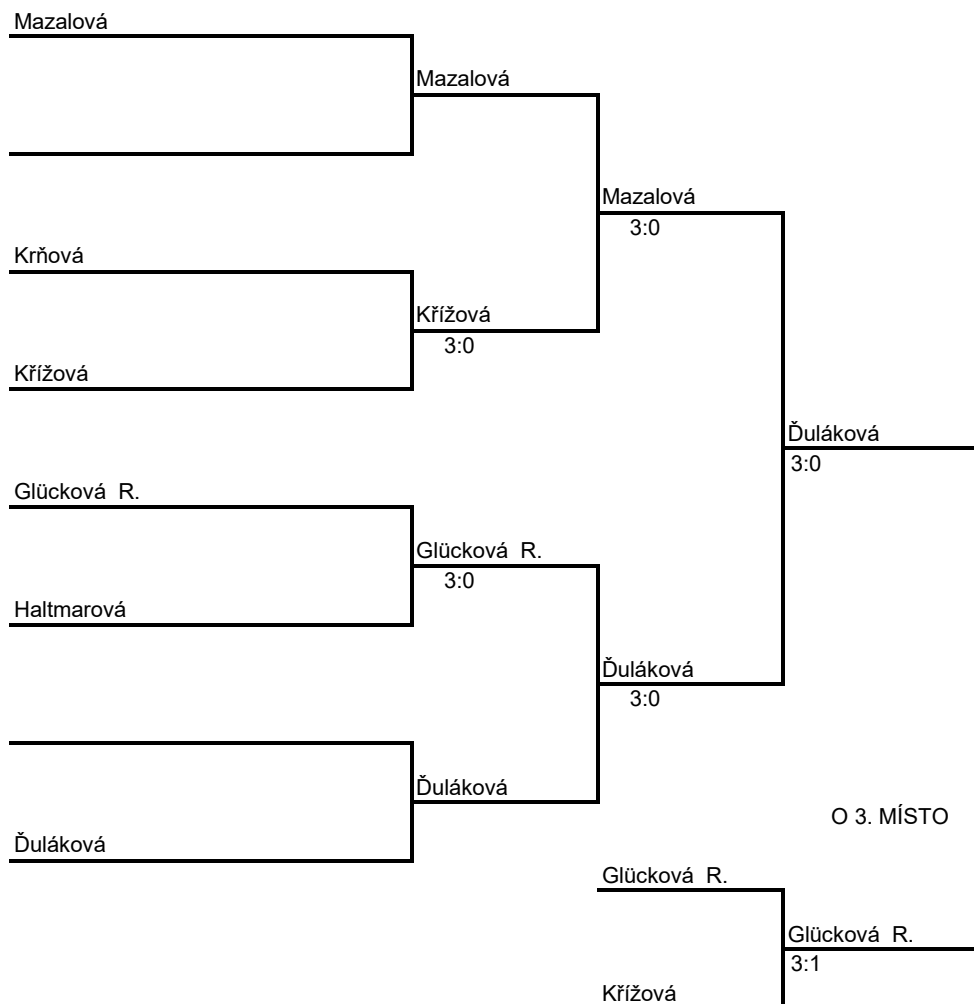 Mazalová
Mazalová
Mazalová
3:0
Krňová
Křížová
3:0
Křížová
Ďuláková
3:0
Glücková R.
Glücková R.
3:0
Haltmarová
Ďuláková
3:0
Ďuláková
O 3. MÍSTO
Ďuláková
Glücková R.
Glücková R.
3:1
Křížová